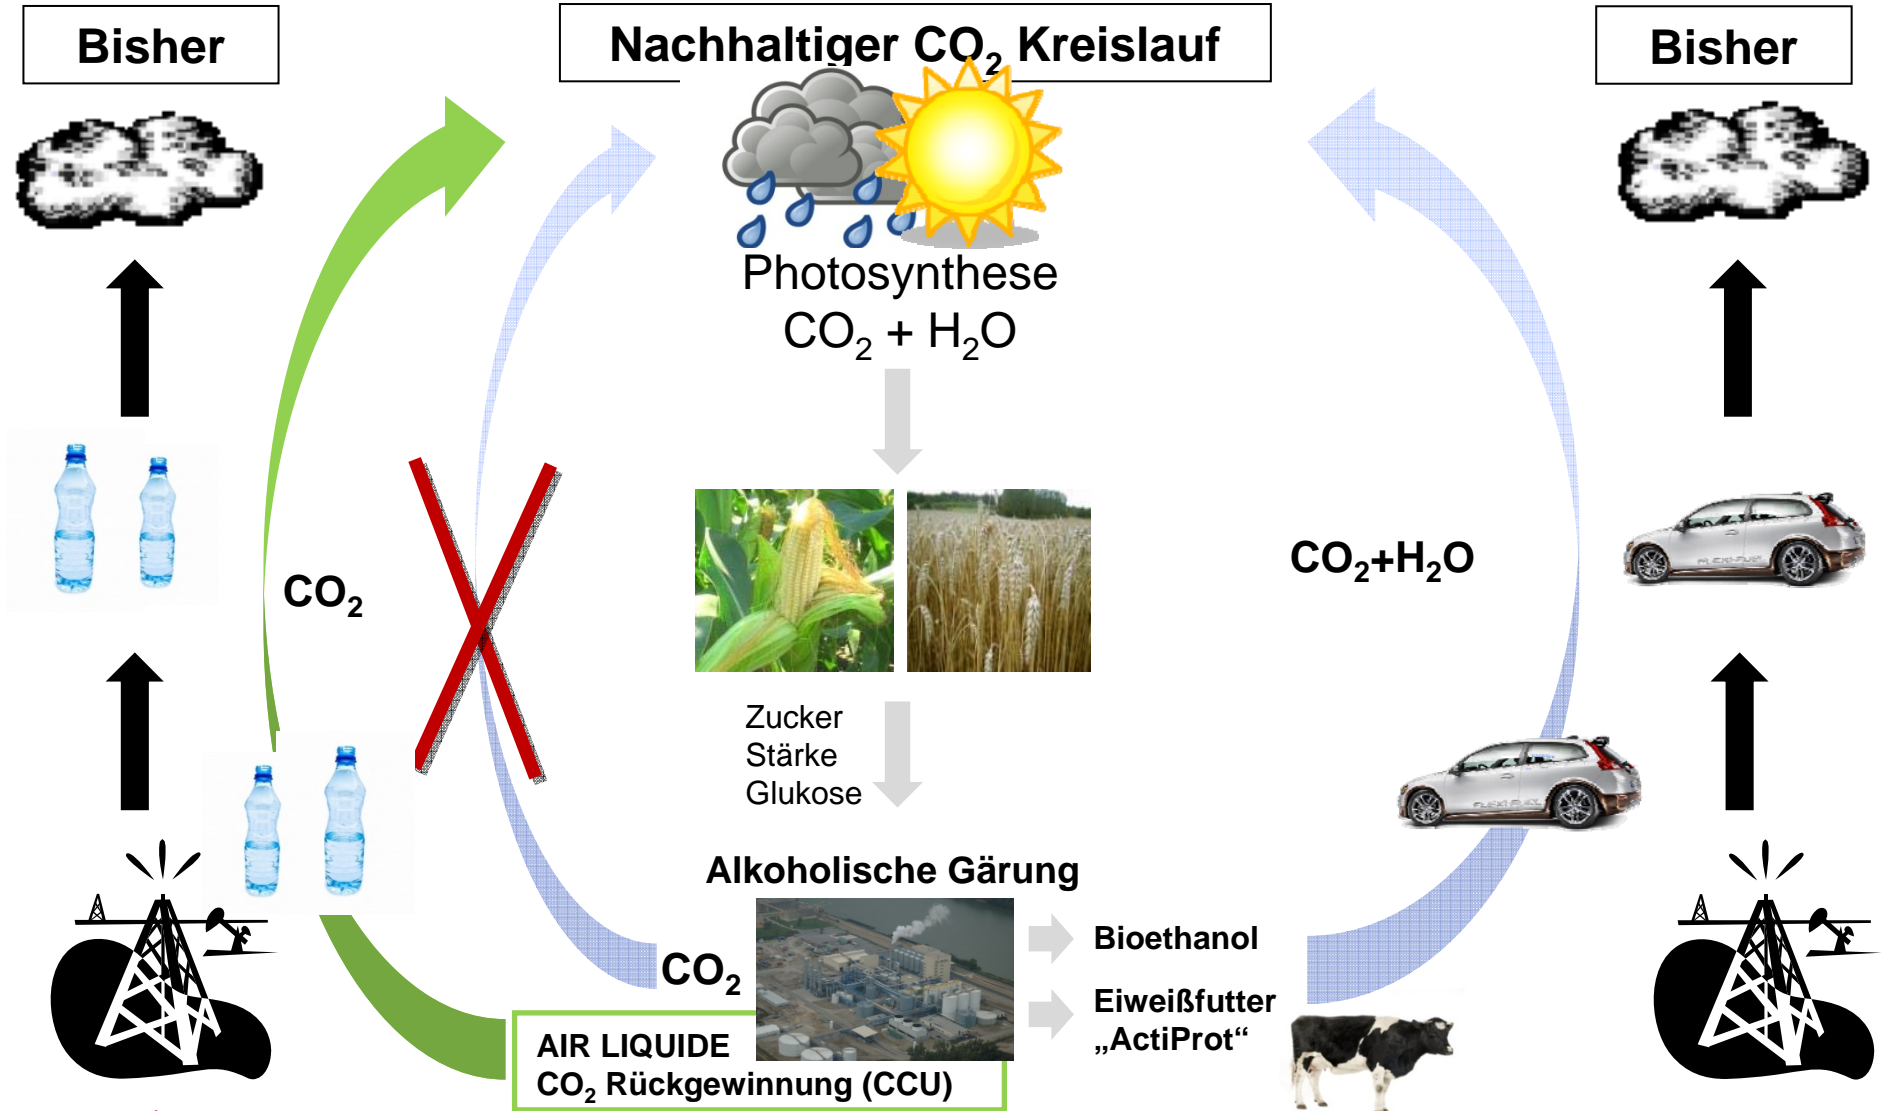 Bisher
Nachhaltiger CO₂ Kreislauf
Bisher
Photosynthese
CO₂ + H₂O
CO₂
CO₂+H₂O
Zucker
Stärke
Glukose
Alkoholische Gärung
CO₂
Bioethanol
Eiweißfutter
„ActiProt“
AIR LIQUIDE
CO₂ Rückgewinnung (CCU)